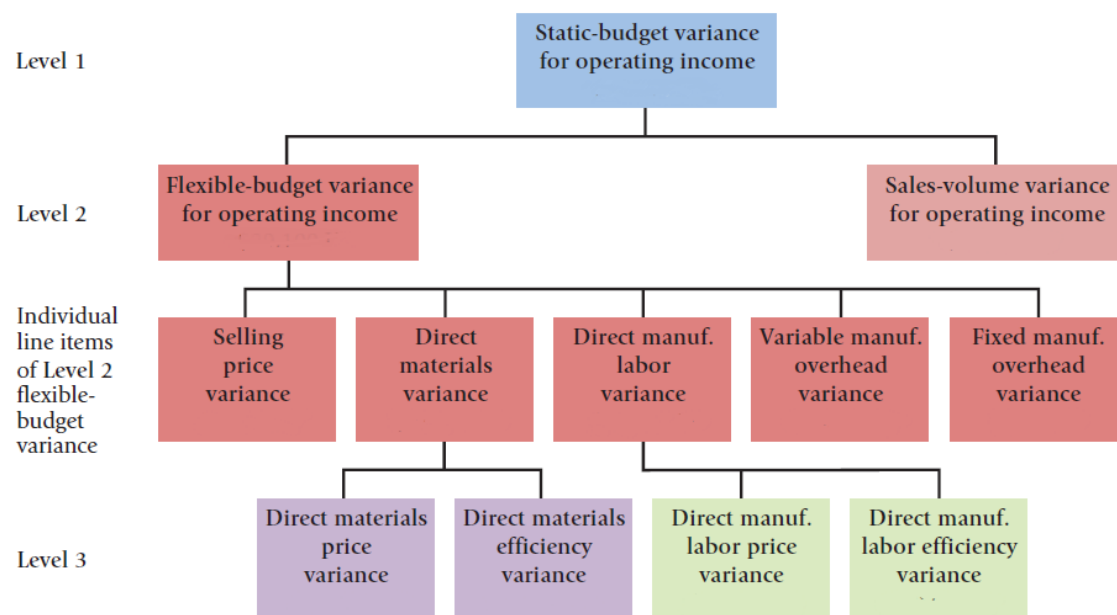 Level 1
Static-budget variance
for operating income
Level 2
Flexible-budget variance
for operating income
Sales-volume variance
for operating income
Individual
line items
of Level 2
flexible-
budget
variance
Selling
price
variance
Direct
materials
variance
Direct manuf.
labor
variance
Variable manuf.
overhead
variance
Fixed manuf.
overhead
variance
Level 3
Direct materials
price
variance
Direct materials
efficiency
variance
Direct manuf.
labor price
variance
Direct manuf.
labor efficiency
variance